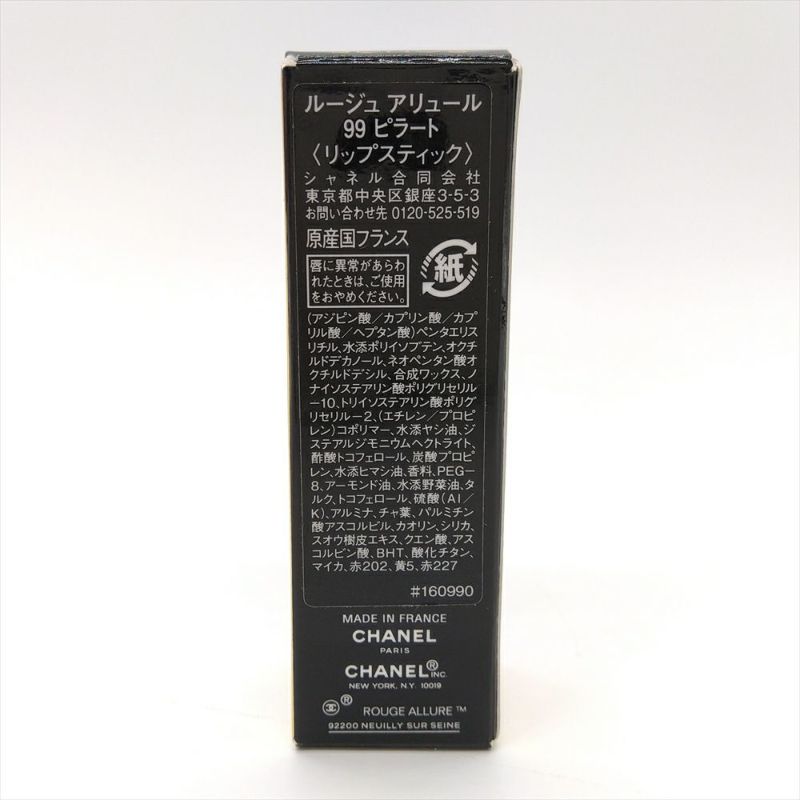 ルージュ アリュール
99 ピラート
〈リップスティック〉
シャネル合同会社
東京都中央区銀座3-5-3
お問い合わせ先 0120-525-519
原産国フランス
紙
唇に異常があらわ
れたときは、ご使用
をおやめください。
(アジピン酸/カプリン酸/カプ
リル酸/ヘプタン酸)ペンタエリス
リチル、水添ポリイソブテン、オクチ
ルドデカノール、ネオペンタン酸オ
クチルドデシル、合成ワックス、ノ
ナイソステアリン酸ポリグリセリル
-10、トリイソステアリン酸ポリグ
リセリル-2、(エチレン/プロピ
レン)コポリマー、水添ヤシ油、ジ
ステアルジモニウムヘクトライト、
酢酸トコフェロール、炭酸プロピ
レン、水添ヒマシ油、香料、PEG-
8、アーモンド油、水添野菜油、タ
ルク、トコフェロール、硫酸(Al/
K)、アルミナ、チャ葉、パルミチン
酸アスコルビル、カオリン、シリカ、
スオウ樹皮エキス、クエン酸、アス
コルビン酸、BHT、酸化チタン、
マイカ、赤202、黄5、赤227
#160990
MADE IN FRANCE
CHANEL
PARIS
CHANEL® INC.
NEW YORK, N.Y. 10019
® ROUGE ALLURE™
92200 NEUILLY SUR SEINE